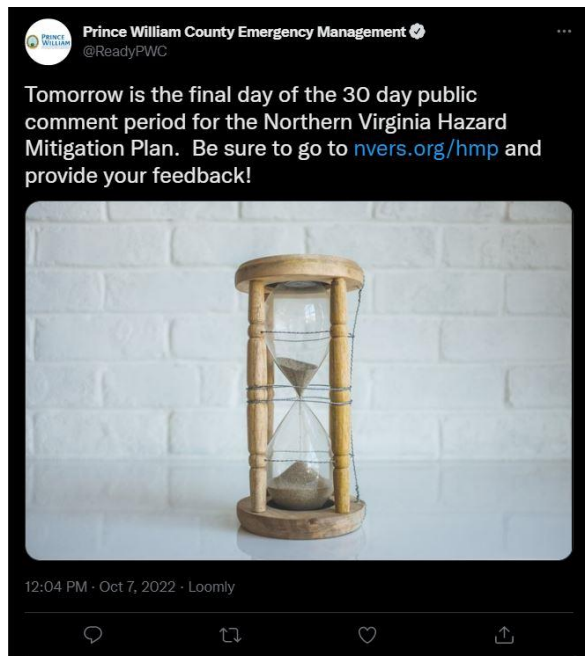 PRINCE
WILLIAM
Prince William County Emergency Management
@ReadyPWC
Tomorrow is the final day of the 30 day public
comment period for the Northern Virginia Hazard
Mitigation Plan.  Be sure to go to nvers.org/hmp and
provide your feedback!
12:04 PM · Oct 7, 2022 · Loomly